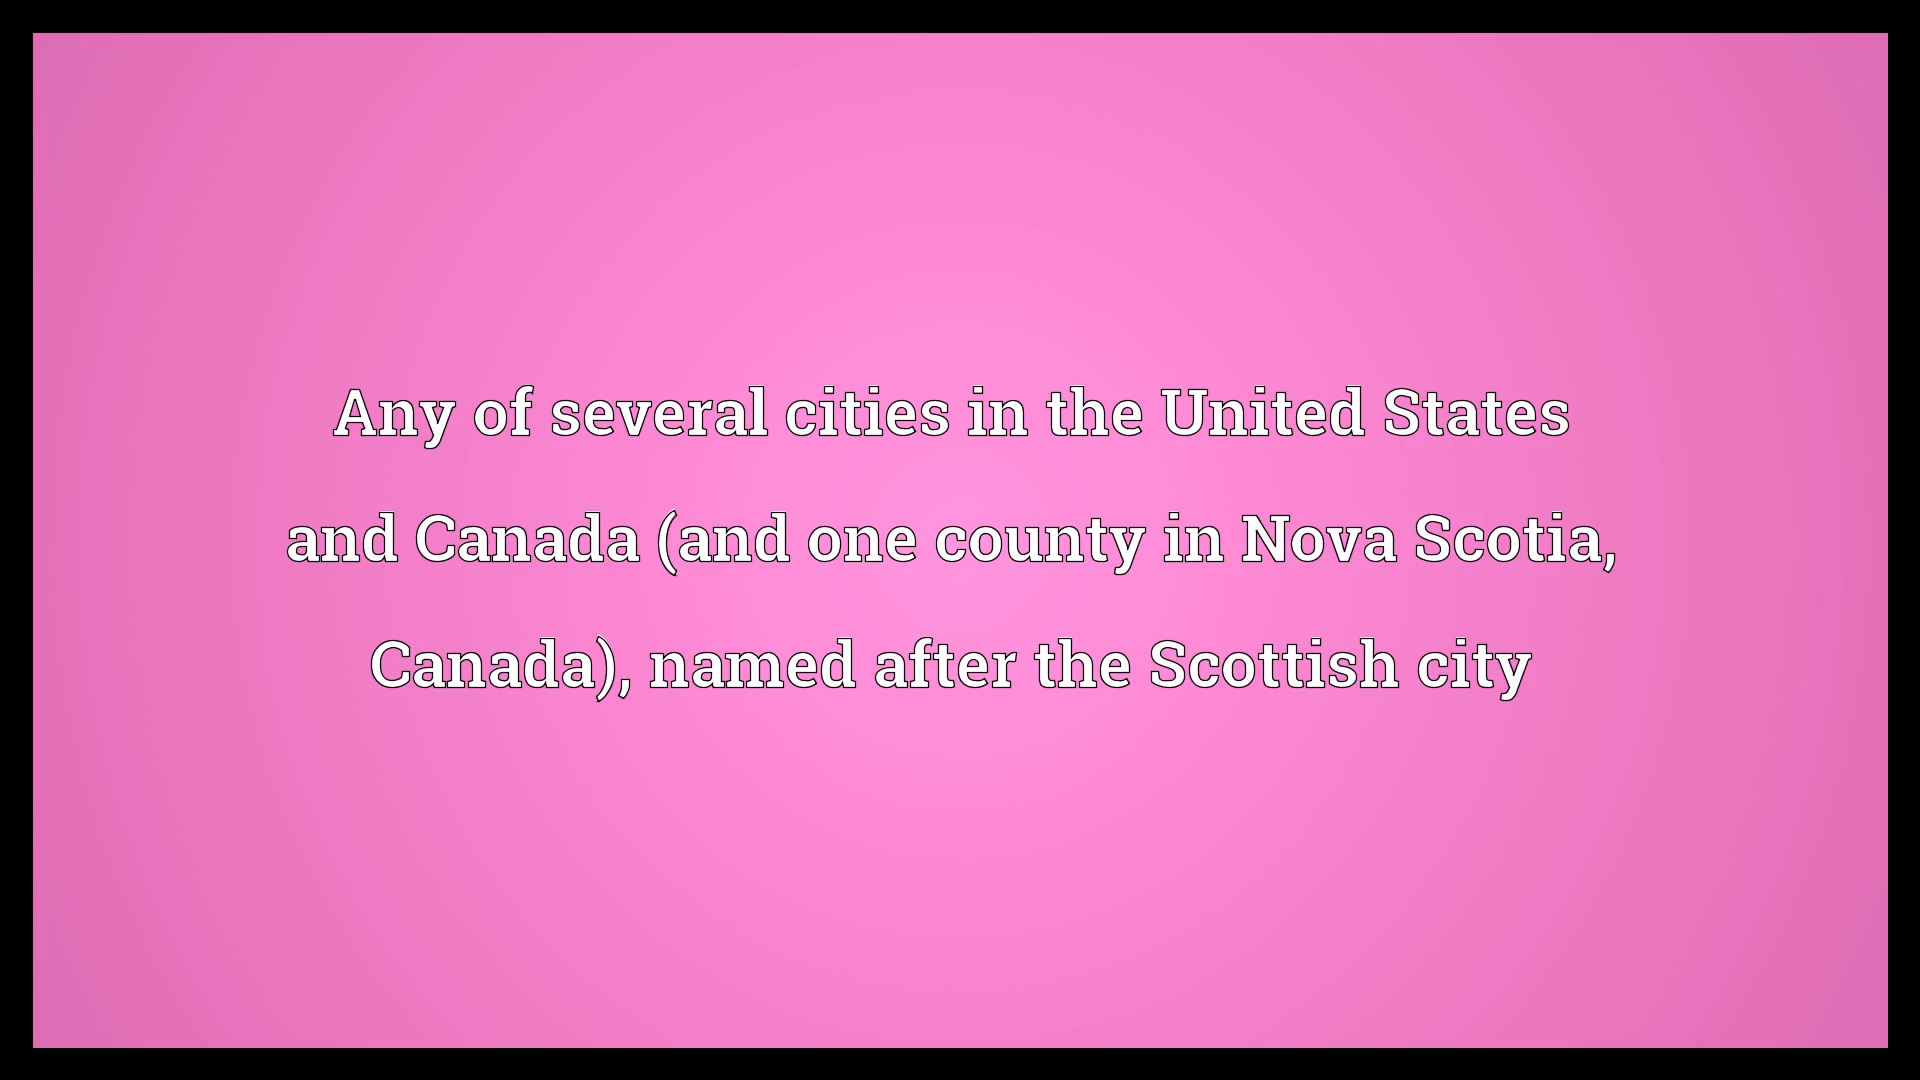 Any of several cities in the United States
and Canada (and one county in Nova Scotia,
Canada), named after the Scottish city